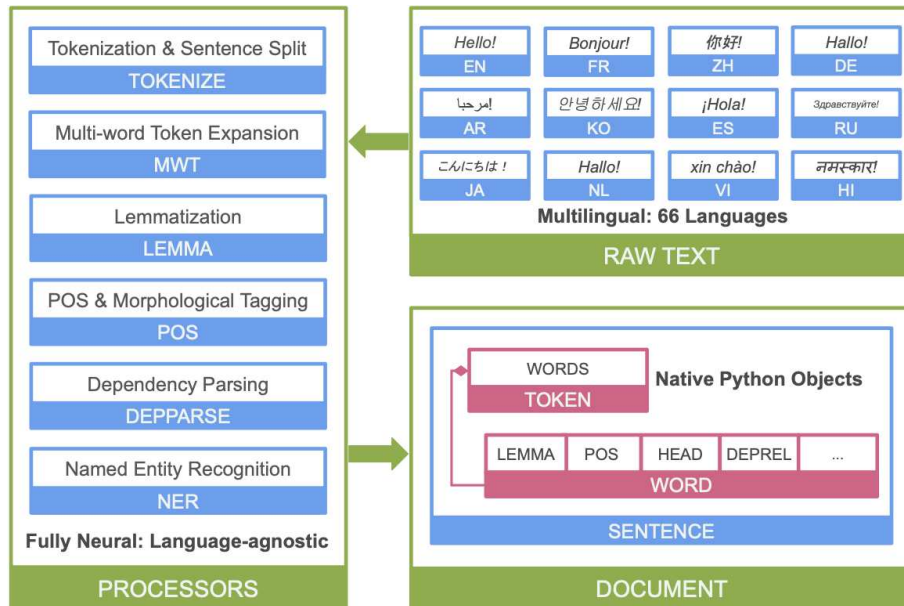 Tokenization & Sentence Split
TOKENIZE
Multi-word Token Expansion
MWT
Lemmatization
LEMMA
POS & Morphological Tagging
POS
Dependency Parsing
DEPPARSE
Named Entity Recognition
NER
Fully Neural: Language-agnostic
PROCESSORS
Hello!
EN
Bonjour!
FR
你好!
ZH
Hallo!
DE
مرحبا!
AR
안녕하세요!
KO
¡Hola!
ES
Здравствуйте!
RU
こんにちは！
JA
Hallo!
NL
xin chào!
VI
नमस्कार!
HI
Multilingual: 66 Languages
RAW TEXT
WORDS
TOKEN
Native Python Objects
LEMMA POS HEAD DEPREL ...
WORD
SENTENCE
DOCUMENT